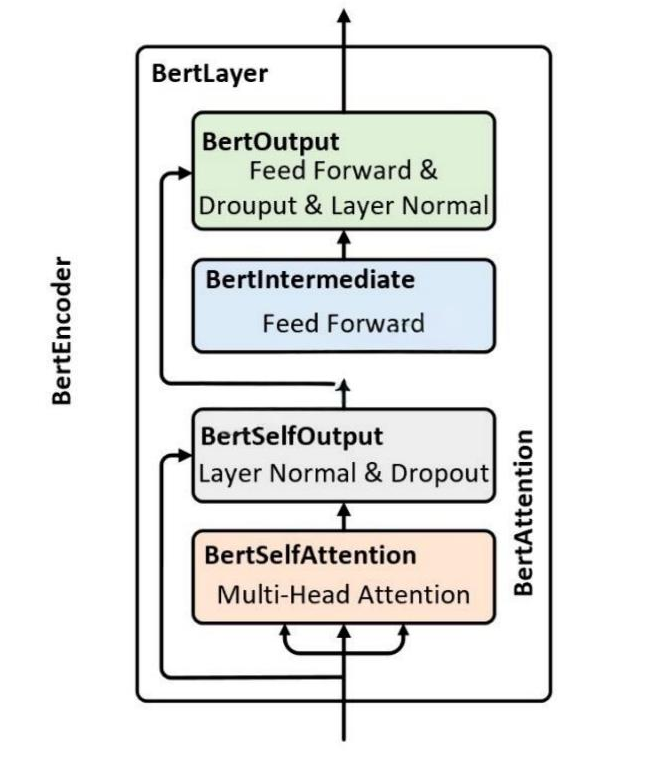 BertLayer
BertOutput
Feed Forward &
Drouput & Layer Normal
BertIntermediate
Feed Forward
BertEncoder
BertSelfOutput
Layer Normal & Dropout
BertAttention
BertSelfAttention
Multi-Head Attention